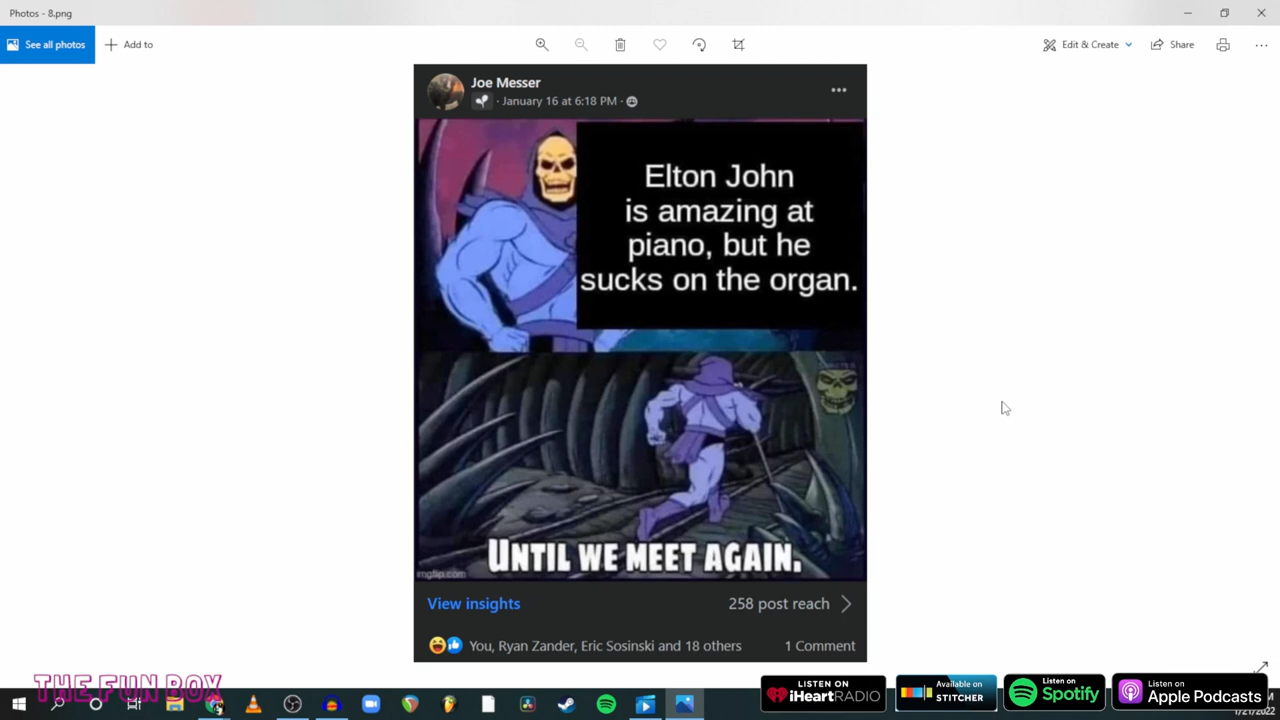 Photos - 8.png
See all photos
Add to
Edit & Create
Share
Joe Messer
· January 16 at 6:18 PM ·
Elton John
is amazing at
piano, but he
sucks on the organ.
UNTIL WE MEET AGAIN.
imgflip.com
View insights
258 post reach
You, Ryan Zander, Eric Sosinski and 18 others
1 Comment
THE FUN BOX
LISTEN ON
iHeartRADIO
Available on
STITCHER
Listen on
Spotify
Listen on
Apple Podcasts
1/21/2022